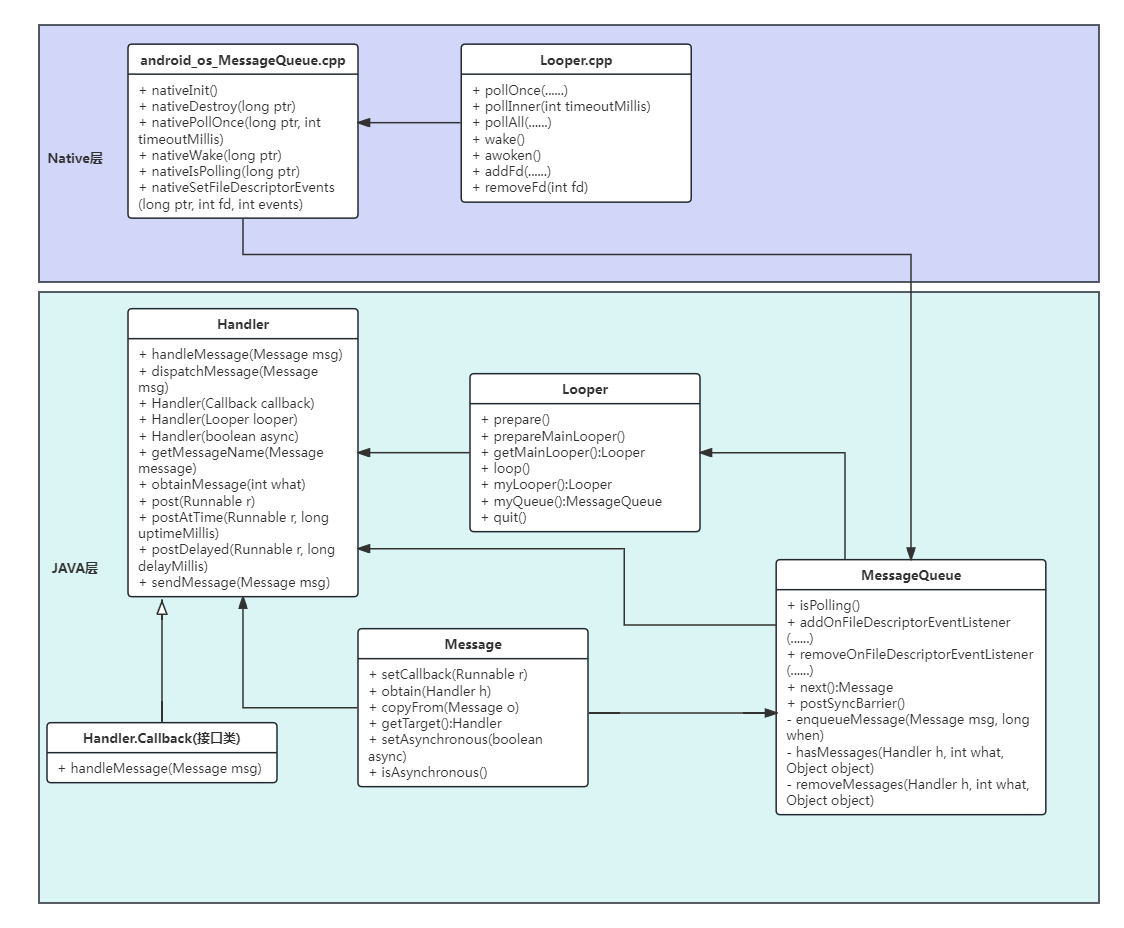 Native层
android_os_MessageQueue.cpp
+ nativeInit()
+ nativeDestroy(long ptr)
+ nativePollOnce(long ptr, int
timeoutMillis)
+ nativeWake(long ptr)
+ nativeIsPolling(long ptr)
+ nativeSetFileDescriptorEvents
(long ptr, int fd, int events)
Looper.cpp
+ pollOnce(......)
+ pollInner(int timeoutMillis)
+ pollAll(......)
+ wake()
+ awoken()
+ addFd(......)
+ removeFd(int fd)
JAVA层
Handler
+ handleMessage(Message msg)
+ dispatchMessage(Message
msg)
+ Handler(Callback callback)
+ Handler(Looper looper)
+ Handler(boolean async)
+ getMessageName(Message
message)
+ obtainMessage(int what)
+ post(Runnable r)
+ postAtTime(Runnable r, long
uptimeMillis)
+ postDelayed(Runnable r, long
delayMillis)
+ sendMessage(Message msg)
Looper
+ prepare()
+ prepareMainLooper()
+ getMainLooper():Looper
+ loop()
+ myLooper():Looper
+ myQueue():MessageQueue
+ quit()
MessageQueue
+ isPolling()
+ addOnFileDescriptorEventListener
(......)
+ removeOnFileDescriptorEventListener
(......)
+ next():Message
+ postSyncBarrier()
- enqueueMessage(Message msg, long
when)
- hasMessages(Handler h, int what,
Object object)
- removeMessages(Handler h, int what,
Object object)
Message
+ setCallback(Runnable r)
+ obtain(Handler h)
+ copyFrom(Message o)
+ getTarget():Handler
+ setAsynchronous(boolean
async)
+ isAsynchronous()
Handler.Callback(接口类)
+ handleMessage(Message msg)